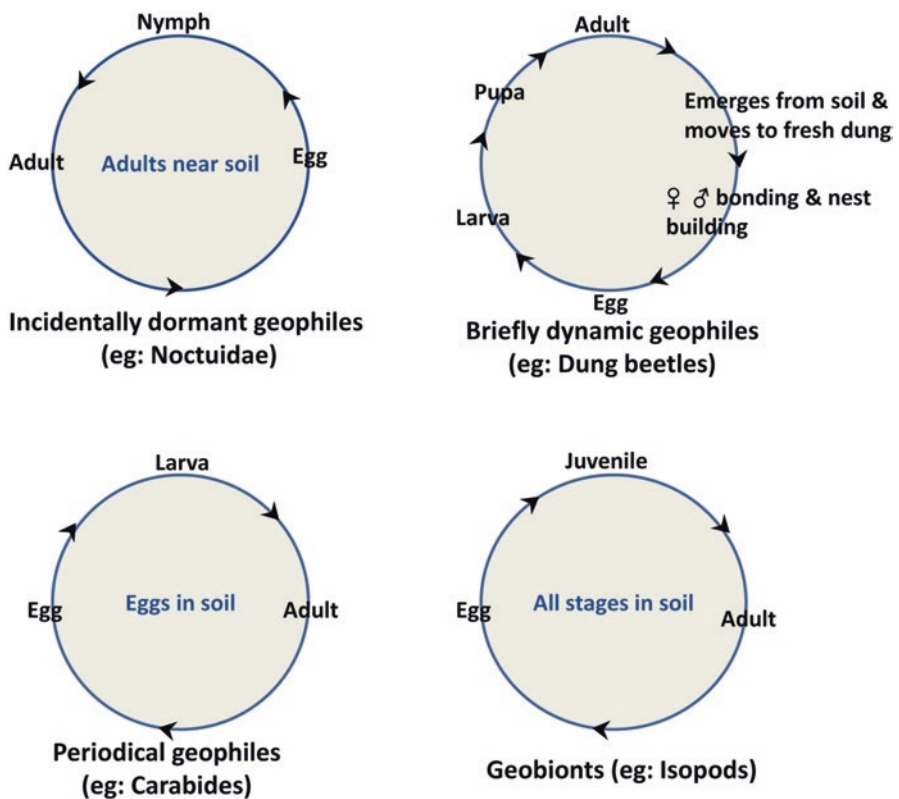 Nymph
Adult
Adults near soil
Egg
Incidentally dormant geophiles
(eg: Noctuidae)
Adult
Pupa
Emerges from soil &
moves to fresh dung
Larva
♀ ♂ bonding & nest
building
Egg
Briefly dynamic geophiles
(eg: Dung beetles)
Larva
Egg
Eggs in soil
Adult
Periodical geophiles
(eg: Carabides)
Juvenile
Egg
All stages in soil
Adult
Geobionts (eg: Isopods)